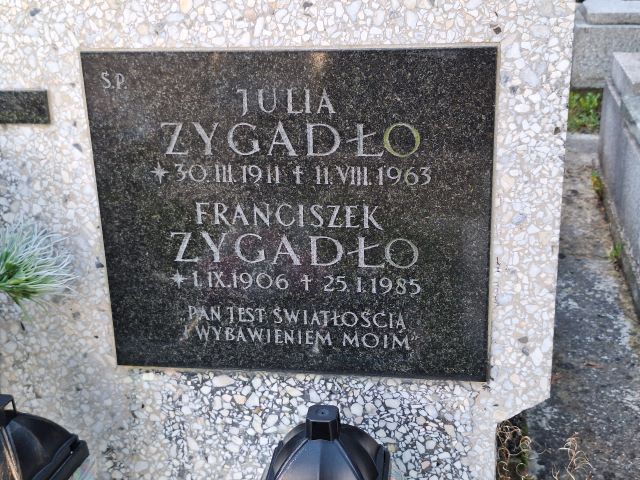 Ś.P.
JULIA
ZYGADŁO
* 30.III.1911 † 11.VIII.1963
FRANCISZEK
ZYGADŁO
* 1.IX.1906 † 25.I.1985
PAN JEST ŚWIATŁOŚCIĄ
WYBAWIENIEM MOIM